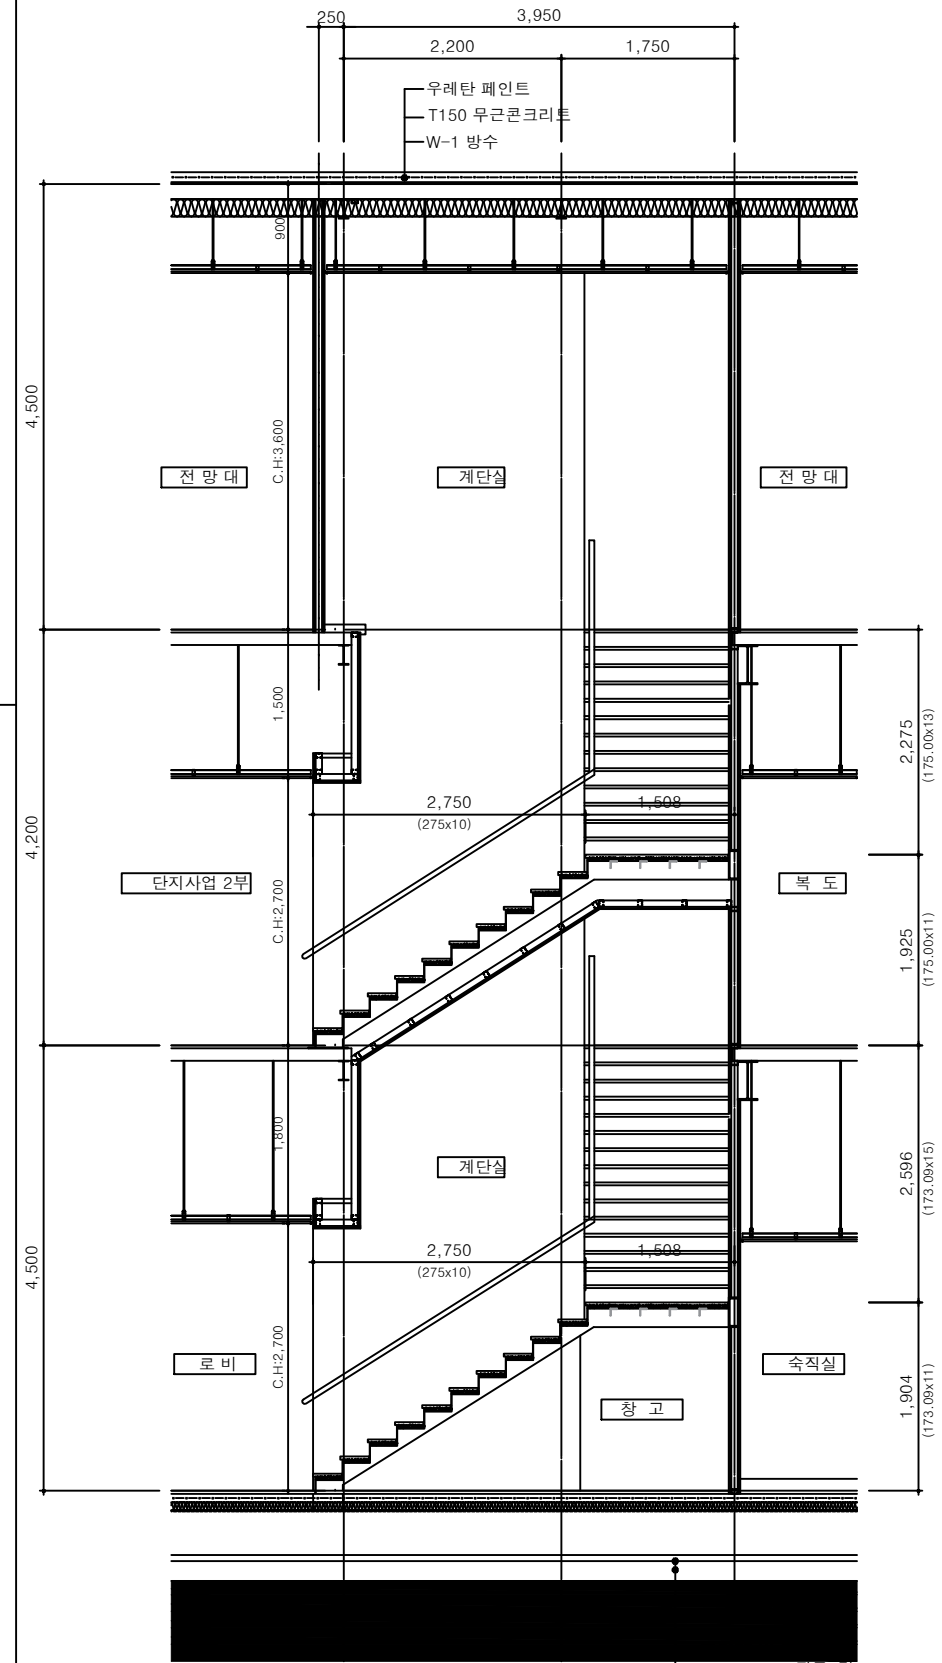 250
3,950
2,200
1,750
우레탄 페인트
T150 무근콘크리트
W-1 방수
900
4,500
C.H:3,600
전 망 대
계단실
전 망 대
1,500
2,275
(175.00x13)
2,750
(275x10)
1,508
4,200
단지사업 2부
C.H:2,700
복 도
1,925
(175.00x11)
1,800
계단실
2,596
(173.09x15)
2,750
(275x10)
1,508
4,500
로 비
C.H:2,700
숙직실
창 고
1,904
(173.09x11)